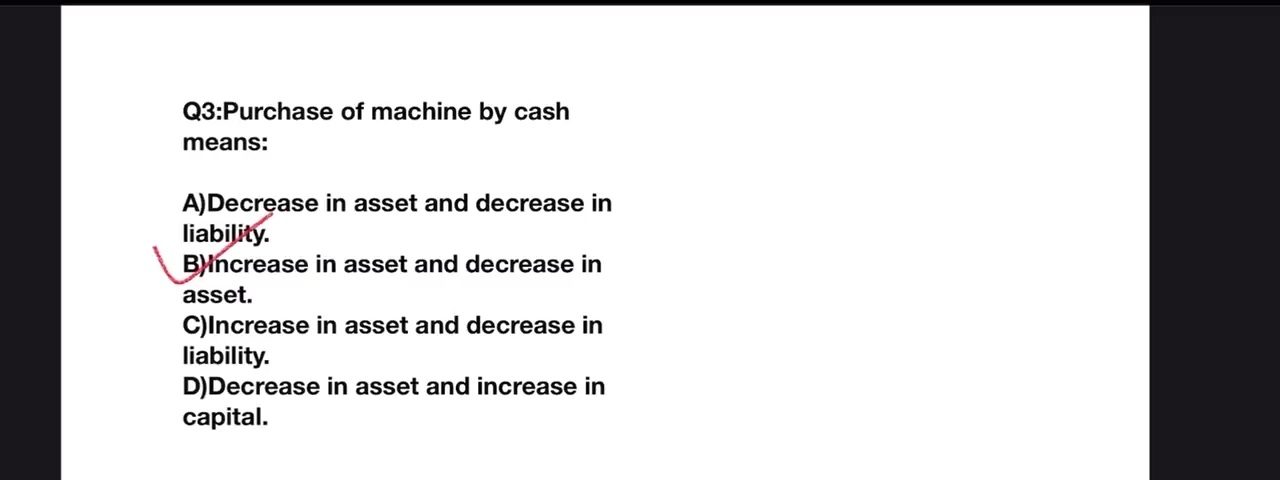 Q3:Purchase of machine by cash
means:
A)Decrease in asset and decrease in
liability.
B)Increase in asset and decrease in
asset.
C)Increase in asset and decrease in
liability.
D)Decrease in asset and increase in
capital.